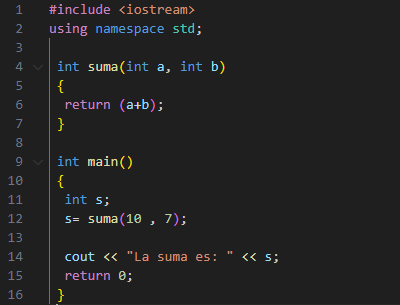 1 #include <iostream>
2 using namespace std;
3
4 int suma(int a, int b)
5 {
6 return (a+b);
7 }
8
9 int main()
10 {
11 int s;
12 s= suma(10 , 7);
13
14 cout << "La suma es: " << s;
15 return 0;
16 }